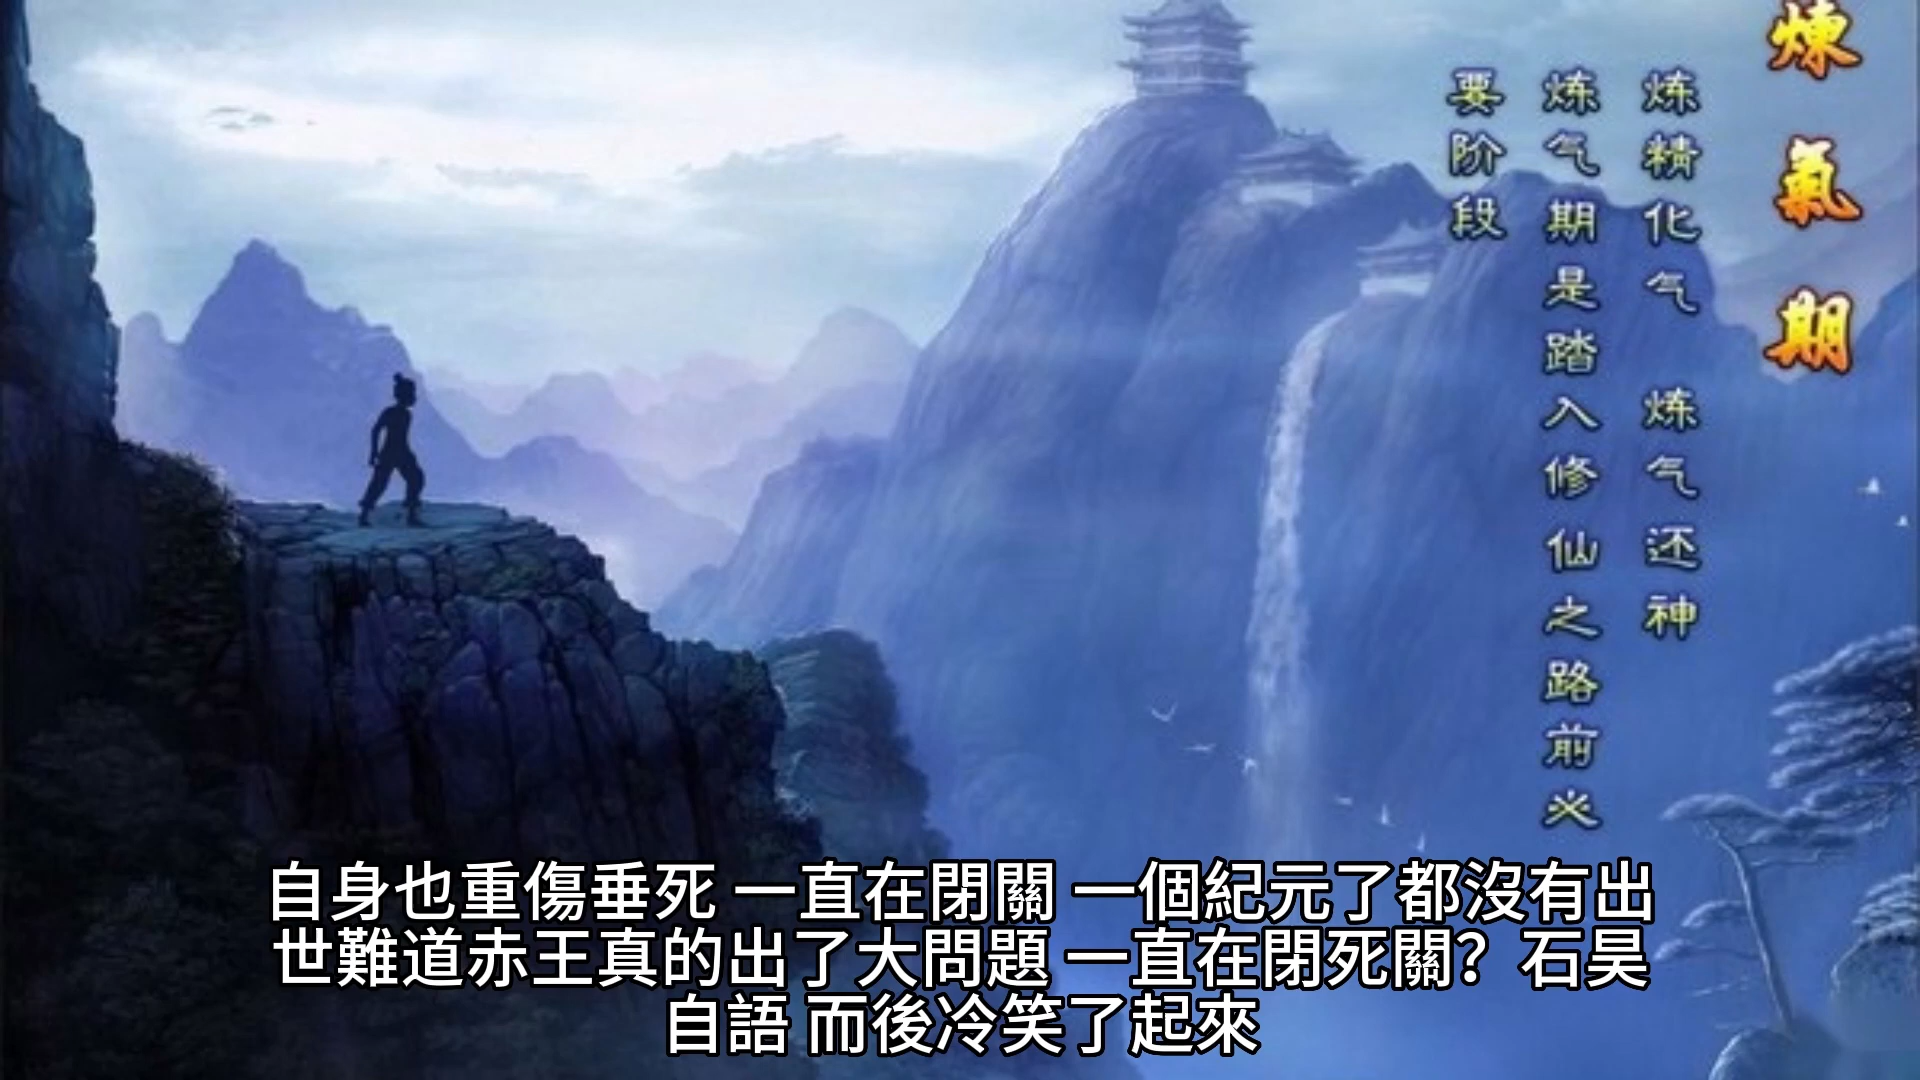 煉氣期
炼精化气 炼气还神
炼气期是踏入修仙之路前必
要阶段
自身也重傷垂死 一直在閉關 一個紀元了都沒有出
世難道赤王真的出了大問題 一直在閉死關？石昊
自語 而後冷笑了起來